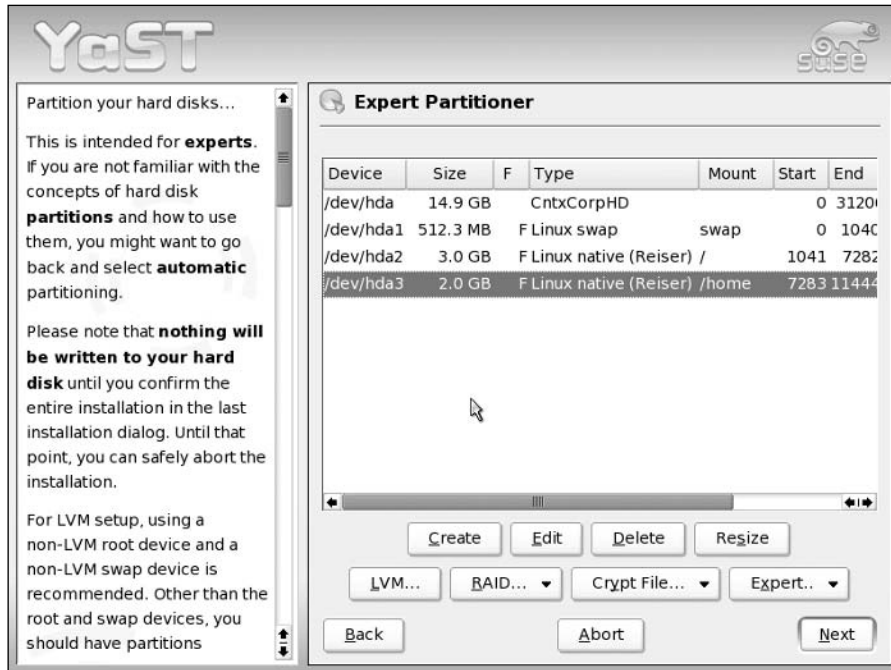 YaST
SUSE
Partition your hard disks...
This is intended for experts.
If you are not familiar with the
concepts of hard disk
partitions and how to use
them, you might want to go
back and select automatic
partitioning.
Please note that nothing will
be written to your hard
disk until you confirm the
entire installation in the last
installation dialog. Until that
point, you can safely abort the
installation.
For LVM setup, using a
non-LVM root device and a
non-LVM swap device is
recommended. Other than the
root and swap devices, you
should have partitions
Expert Partitioner
Device Size F Type Mount Start End
/dev/hda 14.9 GB CntxCorpHD 0 3120
/dev/hda1 512.3 MB F Linux swap swap 0 1040
/dev/hda2 3.0 GB F Linux native (Reiser) / 1041 7282
/dev/hda3 2.0 GB F Linux native (Reiser) /home 7283 11444
Create Edit Delete Resize
LVM... RAID... Crypt File... Expert..
Back Abort Next